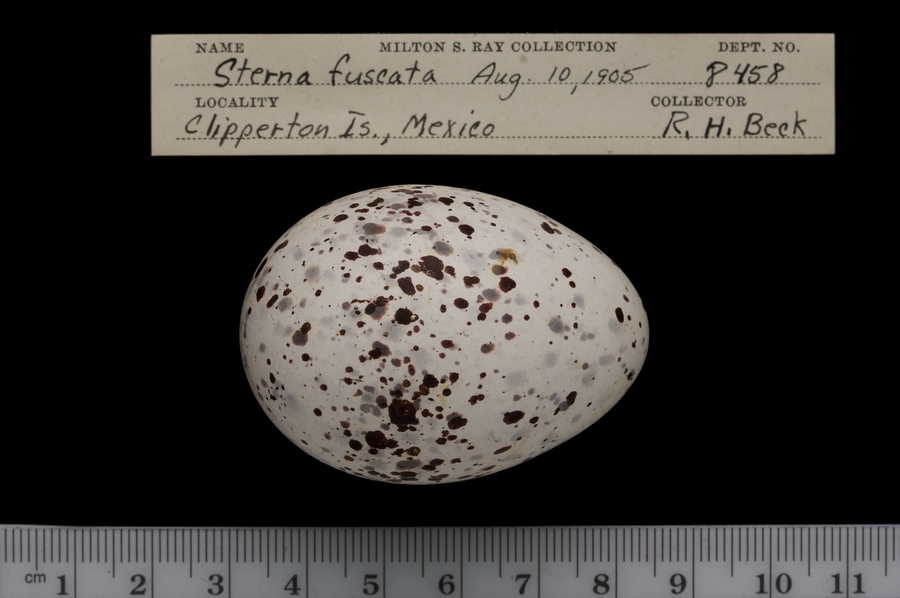 NAME MILTON S. RAY COLLECTION DEPT. NO.
Sterna fuscata Aug. 10, 1905 8458
LOCALITY COLLECTOR
Clipperton Is., Mexico R. H. Beck
cm 1 2 3 4 5 6 7 8 9 10 11